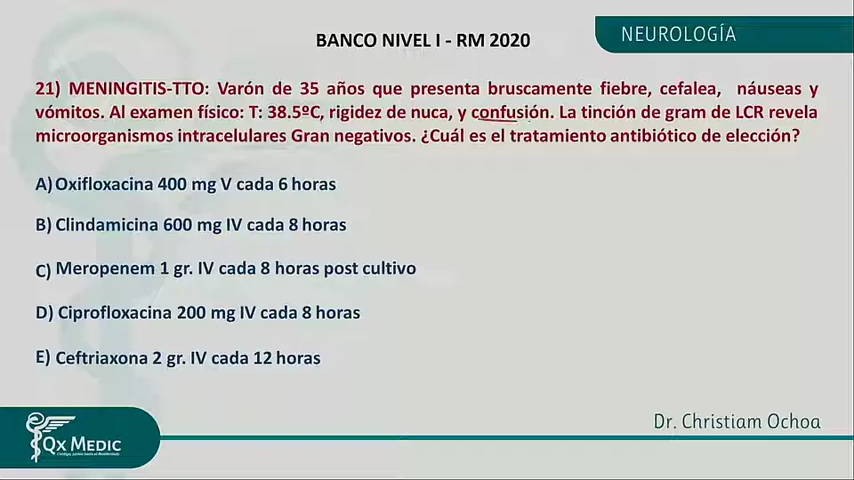 BANCO NIVEL I - RM 2020
NEUROLOGÍA
21) MENINGITIS-TTO: Varón de 35 años que presenta bruscamente fiebre, cefalea, náuseas y
vómitos. Al examen físico: T: 38.5ºC, rigidez de nuca, y confusión. La tinción de gram de LCR revela
microorganismos intracelulares Gran negativos. ¿Cuál es el tratamiento antibiótico de elección?
A) Oxifloxacina 400 mg V cada 6 horas
B) Clindamicina 600 mg IV cada 8 horas
C) Meropenem 1 gr. IV cada 8 horas post cultivo
D) Ciprofloxacina 200 mg IV cada 8 horas
E) Ceftriaxona 2 gr. IV cada 12 horas
Dr. Christiam Ochoa
QX MEDIC